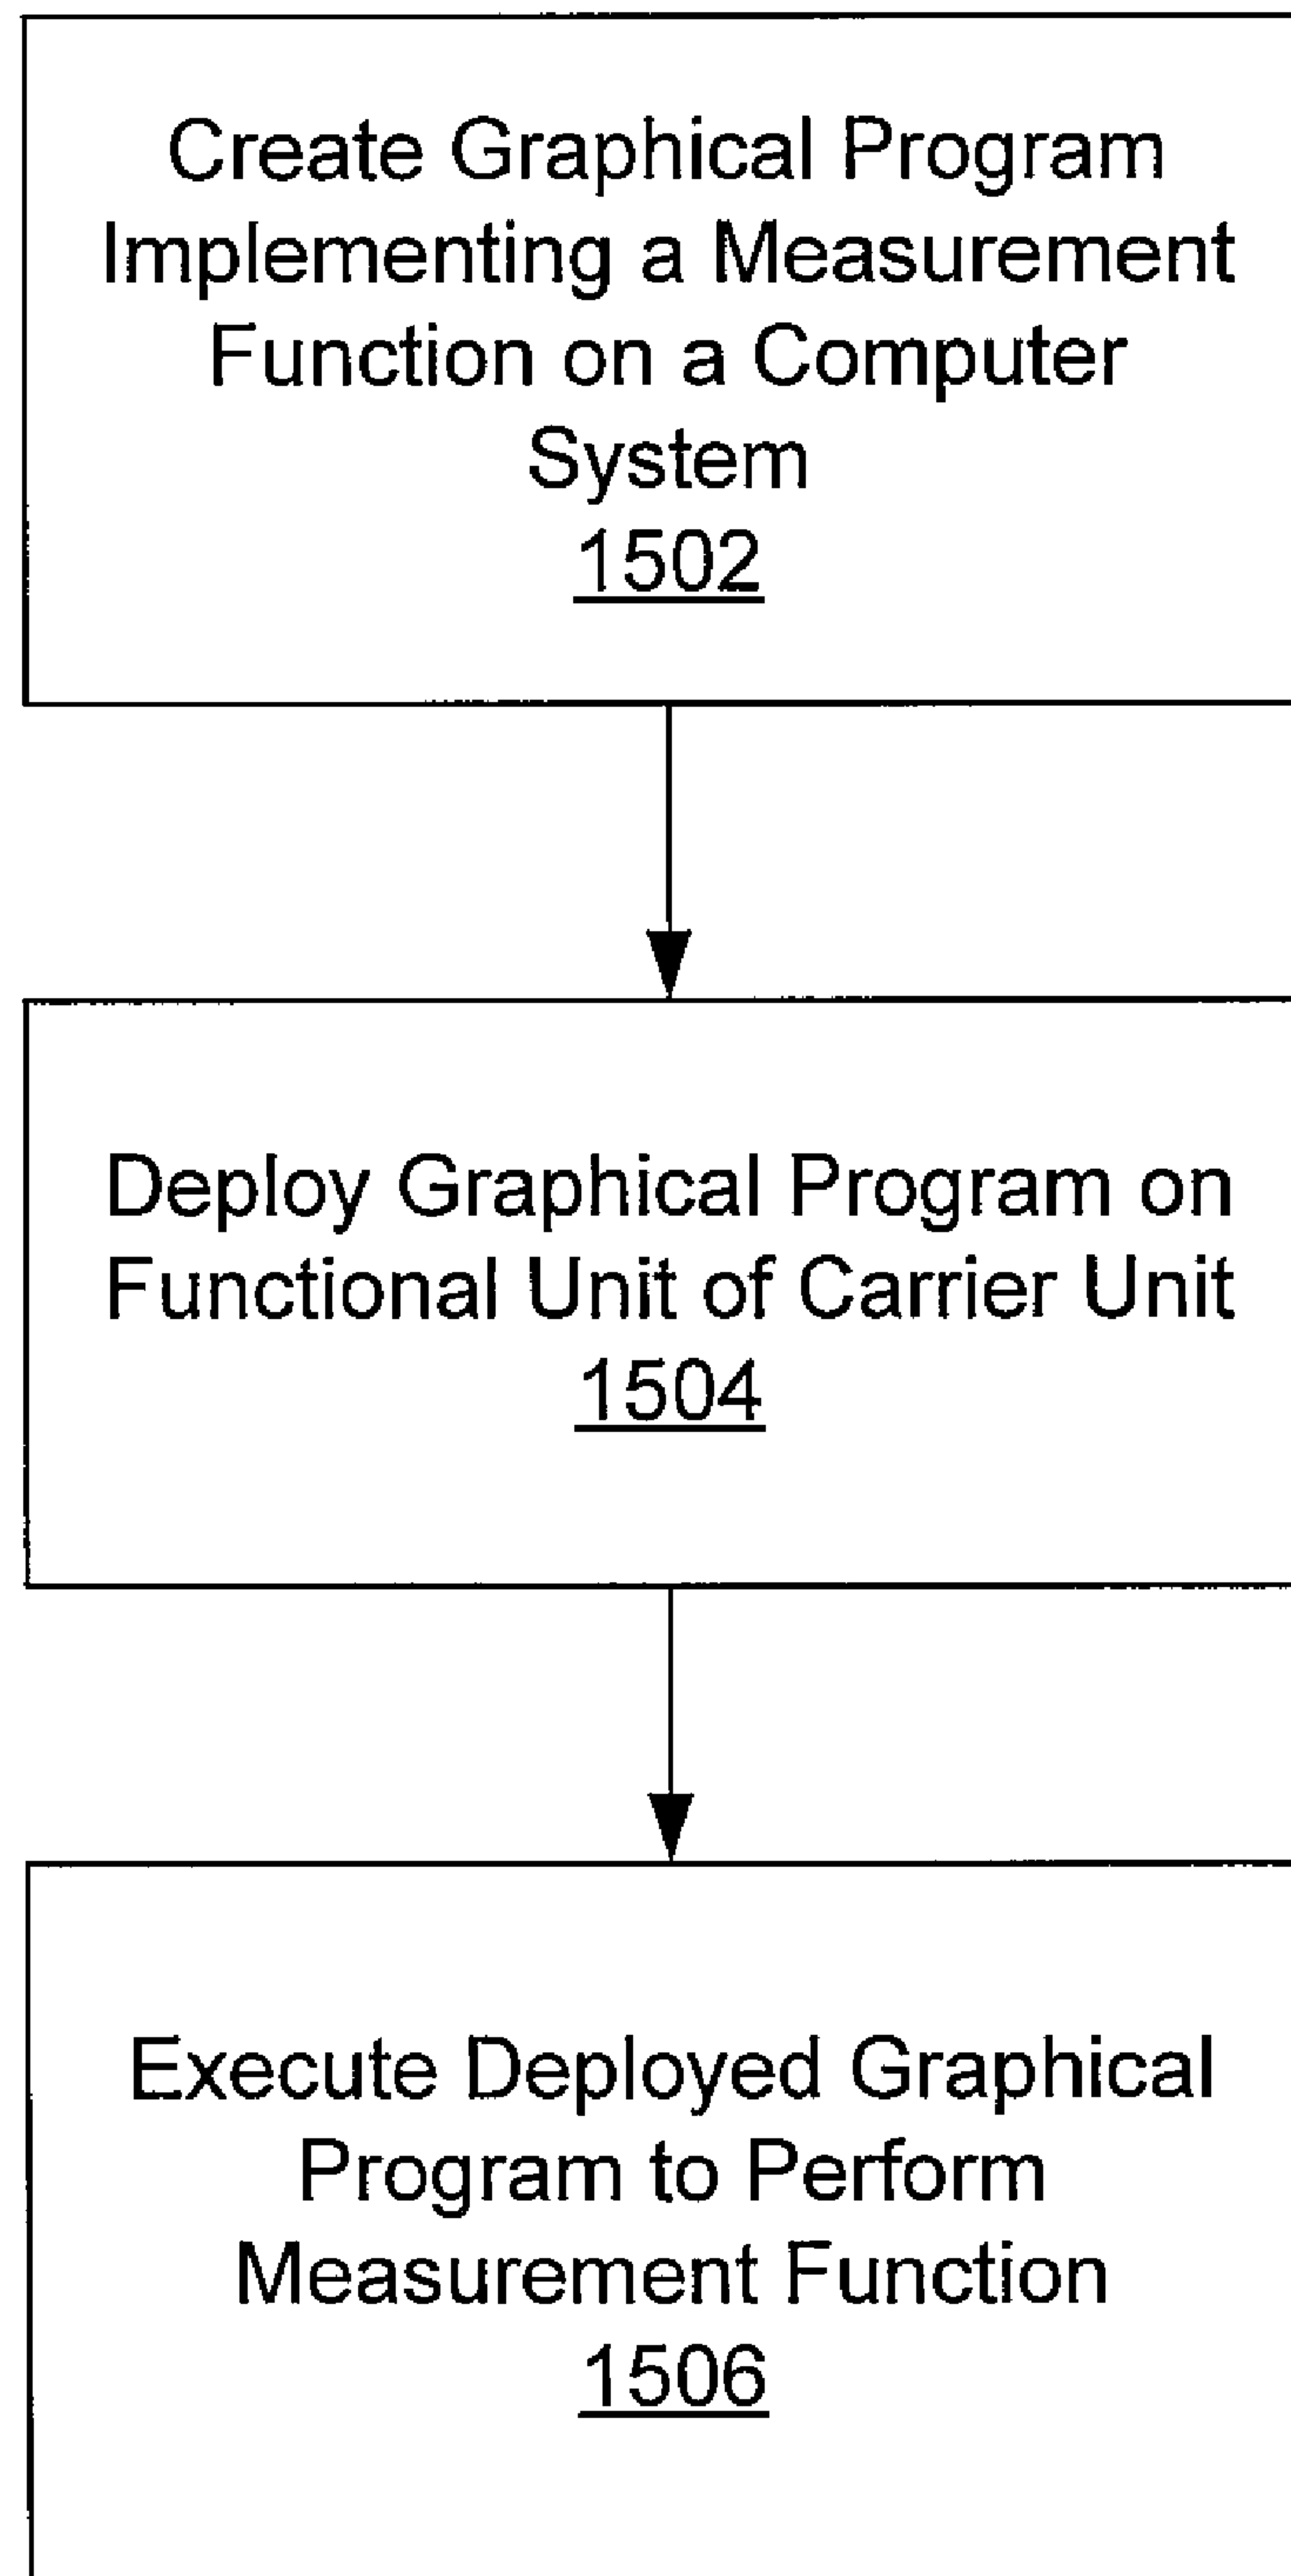 Create Graphical Program
Implementing a Measurement
Function on a Computer
System
1502
Deploy Graphical Program on
Functional Unit of Carrier Unit
1504
Execute Deployed Graphical
Program to Perform
Measurement Function
1506